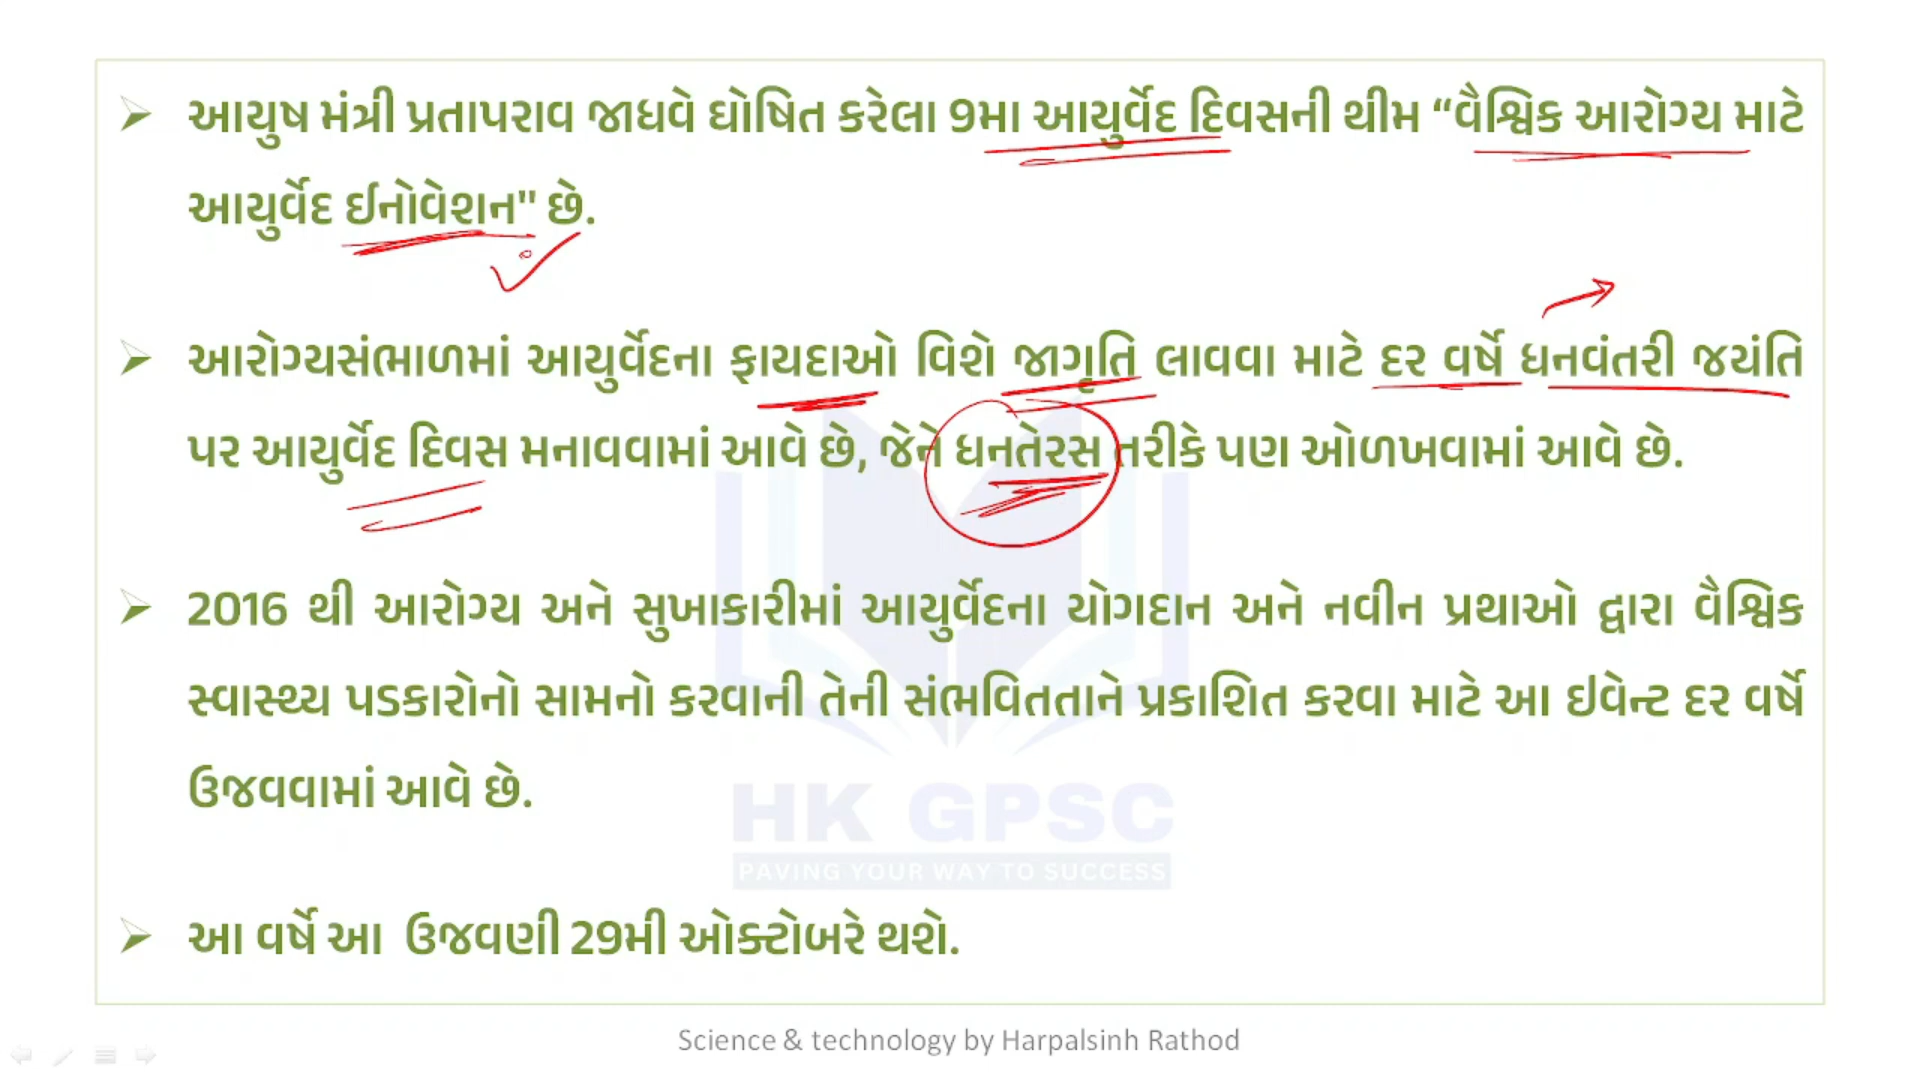 આયુષ મંત્રી પ્રતાપરાવ જાધવે ઘોષિત કરેલા 9મા આયુર્વેદ દિવસની થીમ “વૈશ્વિક આરોગ્ય માટે
આયુર્વેદ ઈનોવેશન" છે.
આરોગ્યસંભાળમાં આયુર્વેદના ફાયદાઓ વિશે જાગૃતિ લાવવા માટે દર વર્ષે ધનવંતરી જયંતિ
પર આયુર્વેદ દિવસ મનાવવામાં આવે છે, જેને ધનતેરસ તરીકે પણ ઓળખવામાં આવે છે.
2016 થી આરોગ્ય અને સુખાકારીમાં આયુર્વેદના યોગદાન અને નવીન પ્રથાઓ દ્વારા વૈશ્વિક
સ્વાસ્થ્ય પડકારોનો સામનો કરવાની તેની સંભવિતતાને પ્રકાશિત કરવા માટે આ ઇવેન્ટ દર વર્ષે
ઉજવવામાં આવે છે.
HK GPSC
PAVING YOUR WAY TO SUCCESS
આ વર્ષે આ ઉજવણી 29મી ઓક્ટોબરે થશે.
Science & technology by Harpalsinh Rathod